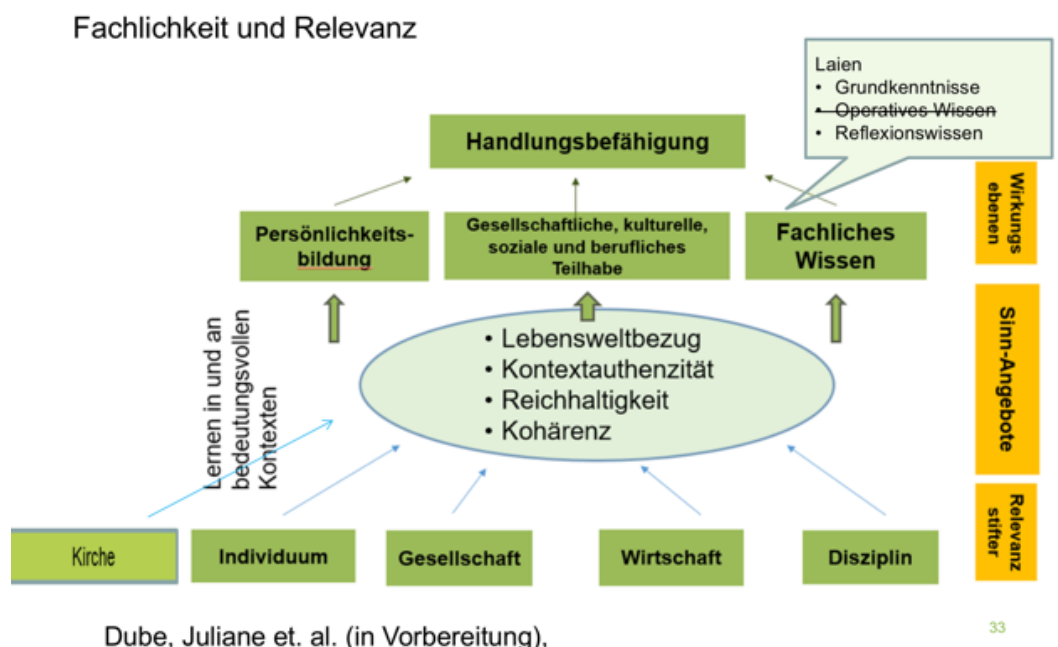 Fachlichkeit und Relevanz
Laien
• Grundkenntnisse
• Operatives Wissen
• Reflexionswissen
Handlungsbefähigung
Persönlichkeits-
bildung
Gesellschaftliche, kulturelle,
soziale und berufliches
Teilhabe
Fachliches
Wissen
Wirkungs
ebenen
Lernen in und an
bedeutungsvollen
Kontexten
• Lebensweltbezug
• Kontextauthenzität
• Reichhaltigkeit
• Kohärenz
Sinn-Angebote
Kirche
Individuum
Gesellschaft
Wirtschaft
Disziplin
Relevanz
stifter
Dube, Juliane et. al. (in Vorbereitung),
33